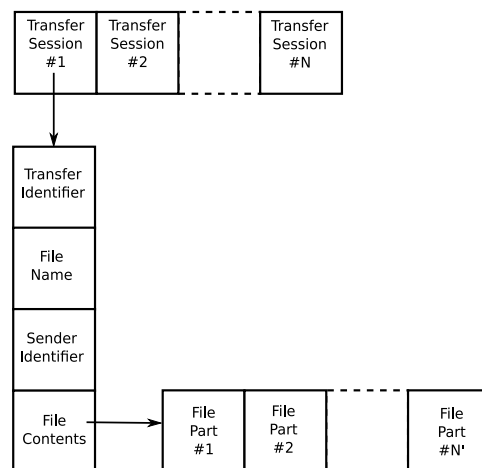 Transfer
Session
#1
Transfer
Session
#2
Transfer
Session
#N
Transfer
Identifier
File
Name
Sender
Identifier
File
Contents
File
Part
#1
File
Part
#2
File
Part
#N'